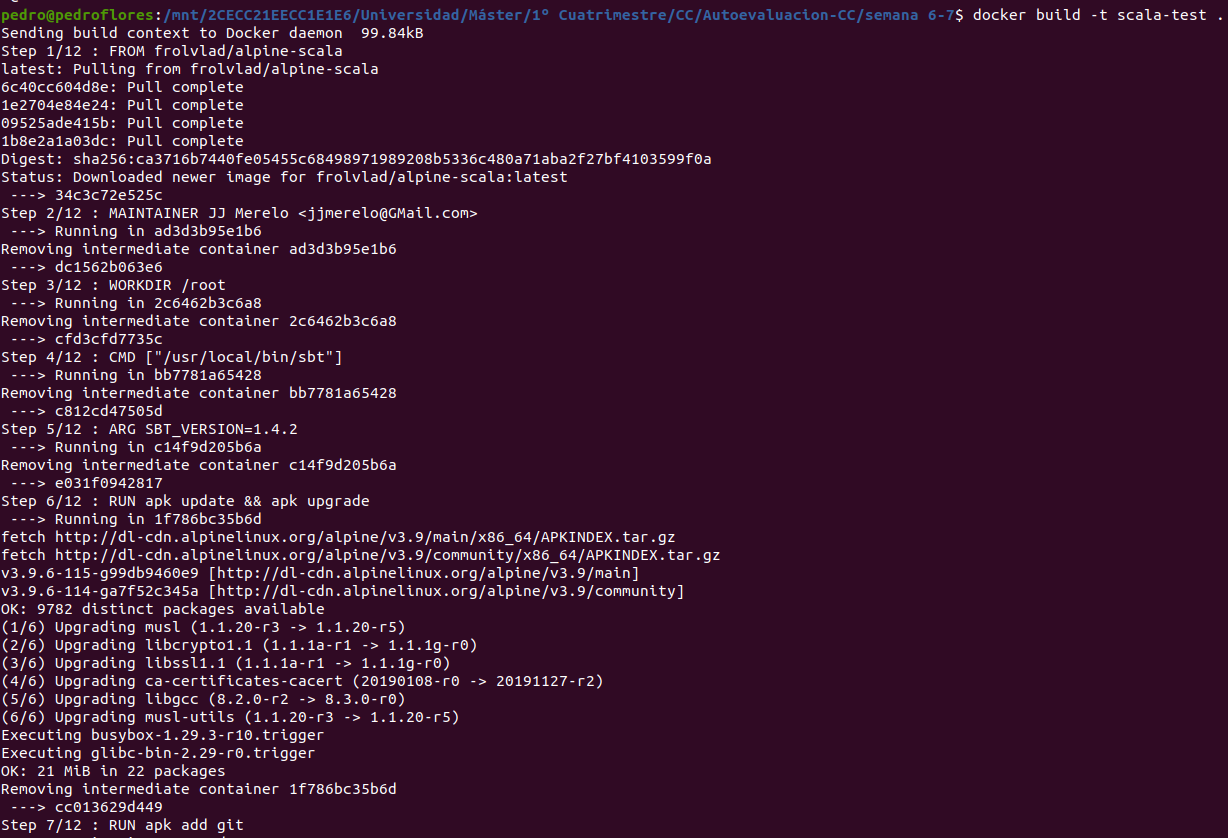 pedro@pedroflores:/mnt/2CECC21EECC1E1E6/Universidad/Máster/1º Cuatrimestre/CC/Autoevaluacion-CC/semana 6-7$ docker build -t scala-test .
Sending build context to Docker daemon  99.84kB
Step 1/12 : FROM frolvlad/alpine-scala
latest: Pulling from frolvlad/alpine-scala
6c40cc604d8e: Pull complete
1e2704e84e24: Pull complete
09525ade415b: Pull complete
1b8e2a1a03dc: Pull complete
Digest: sha256:ca3716b7440fe05455c68498971989208b5336c480a71aba2f27bf4103599f0a
Status: Downloaded newer image for frolvlad/alpine-scala:latest
 ---> 34c3c72e525c
Step 2/12 : MAINTAINER JJ Merelo <jjmerelo@GMail.com>
 ---> Running in ad3d3b95e1b6
Removing intermediate container ad3d3b95e1b6
 ---> dc1562b063e6
Step 3/12 : WORKDIR /root
 ---> Running in 2c6462b3c6a8
Removing intermediate container 2c6462b3c6a8
 ---> cfd3cfd7735c
Step 4/12 : CMD ["/usr/local/bin/sbt"]
 ---> Running in bb7781a65428
Removing intermediate container bb7781a65428
 ---> c812cd47505d
Step 5/12 : ARG SBT_VERSION=1.4.2
 ---> Running in c14f9d205b6a
Removing intermediate container c14f9d205b6a
 ---> e031f0942817
Step 6/12 : RUN apk update && apk upgrade
 ---> Running in 1f786bc35b6d
fetch http://dl-cdn.alpinelinux.org/alpine/v3.9/main/x86_64/APKINDEX.tar.gz
fetch http://dl-cdn.alpinelinux.org/alpine/v3.9/community/x86_64/APKINDEX.tar.gz
v3.9.6-115-g99db9460e9 [http://dl-cdn.alpinelinux.org/alpine/v3.9/main]
v3.9.6-114-ga7f52c345a [http://dl-cdn.alpinelinux.org/alpine/v3.9/community]
OK: 9782 distinct packages available
(1/6) Upgrading musl (1.1.20-r3 -> 1.1.20-r5)
(2/6) Upgrading libcrypto1.1 (1.1.1a-r1 -> 1.1.1g-r0)
(3/6) Upgrading libssl1.1 (1.1.1a-r1 -> 1.1.1g-r0)
(4/6) Upgrading ca-certificates-cacert (20190108-r0 -> 20191127-r2)
(5/6) Upgrading libgcc (8.2.0-r2 -> 8.3.0-r0)
(6/6) Upgrading musl-utils (1.1.20-r3 -> 1.1.20-r5)
Executing busybox-1.29.3-r10.trigger
Executing glibc-bin-2.29-r0.trigger
OK: 21 MiB in 22 packages
Removing intermediate container 1f786bc35b6d
 ---> cc013629d449
Step 7/12 : RUN apk add git